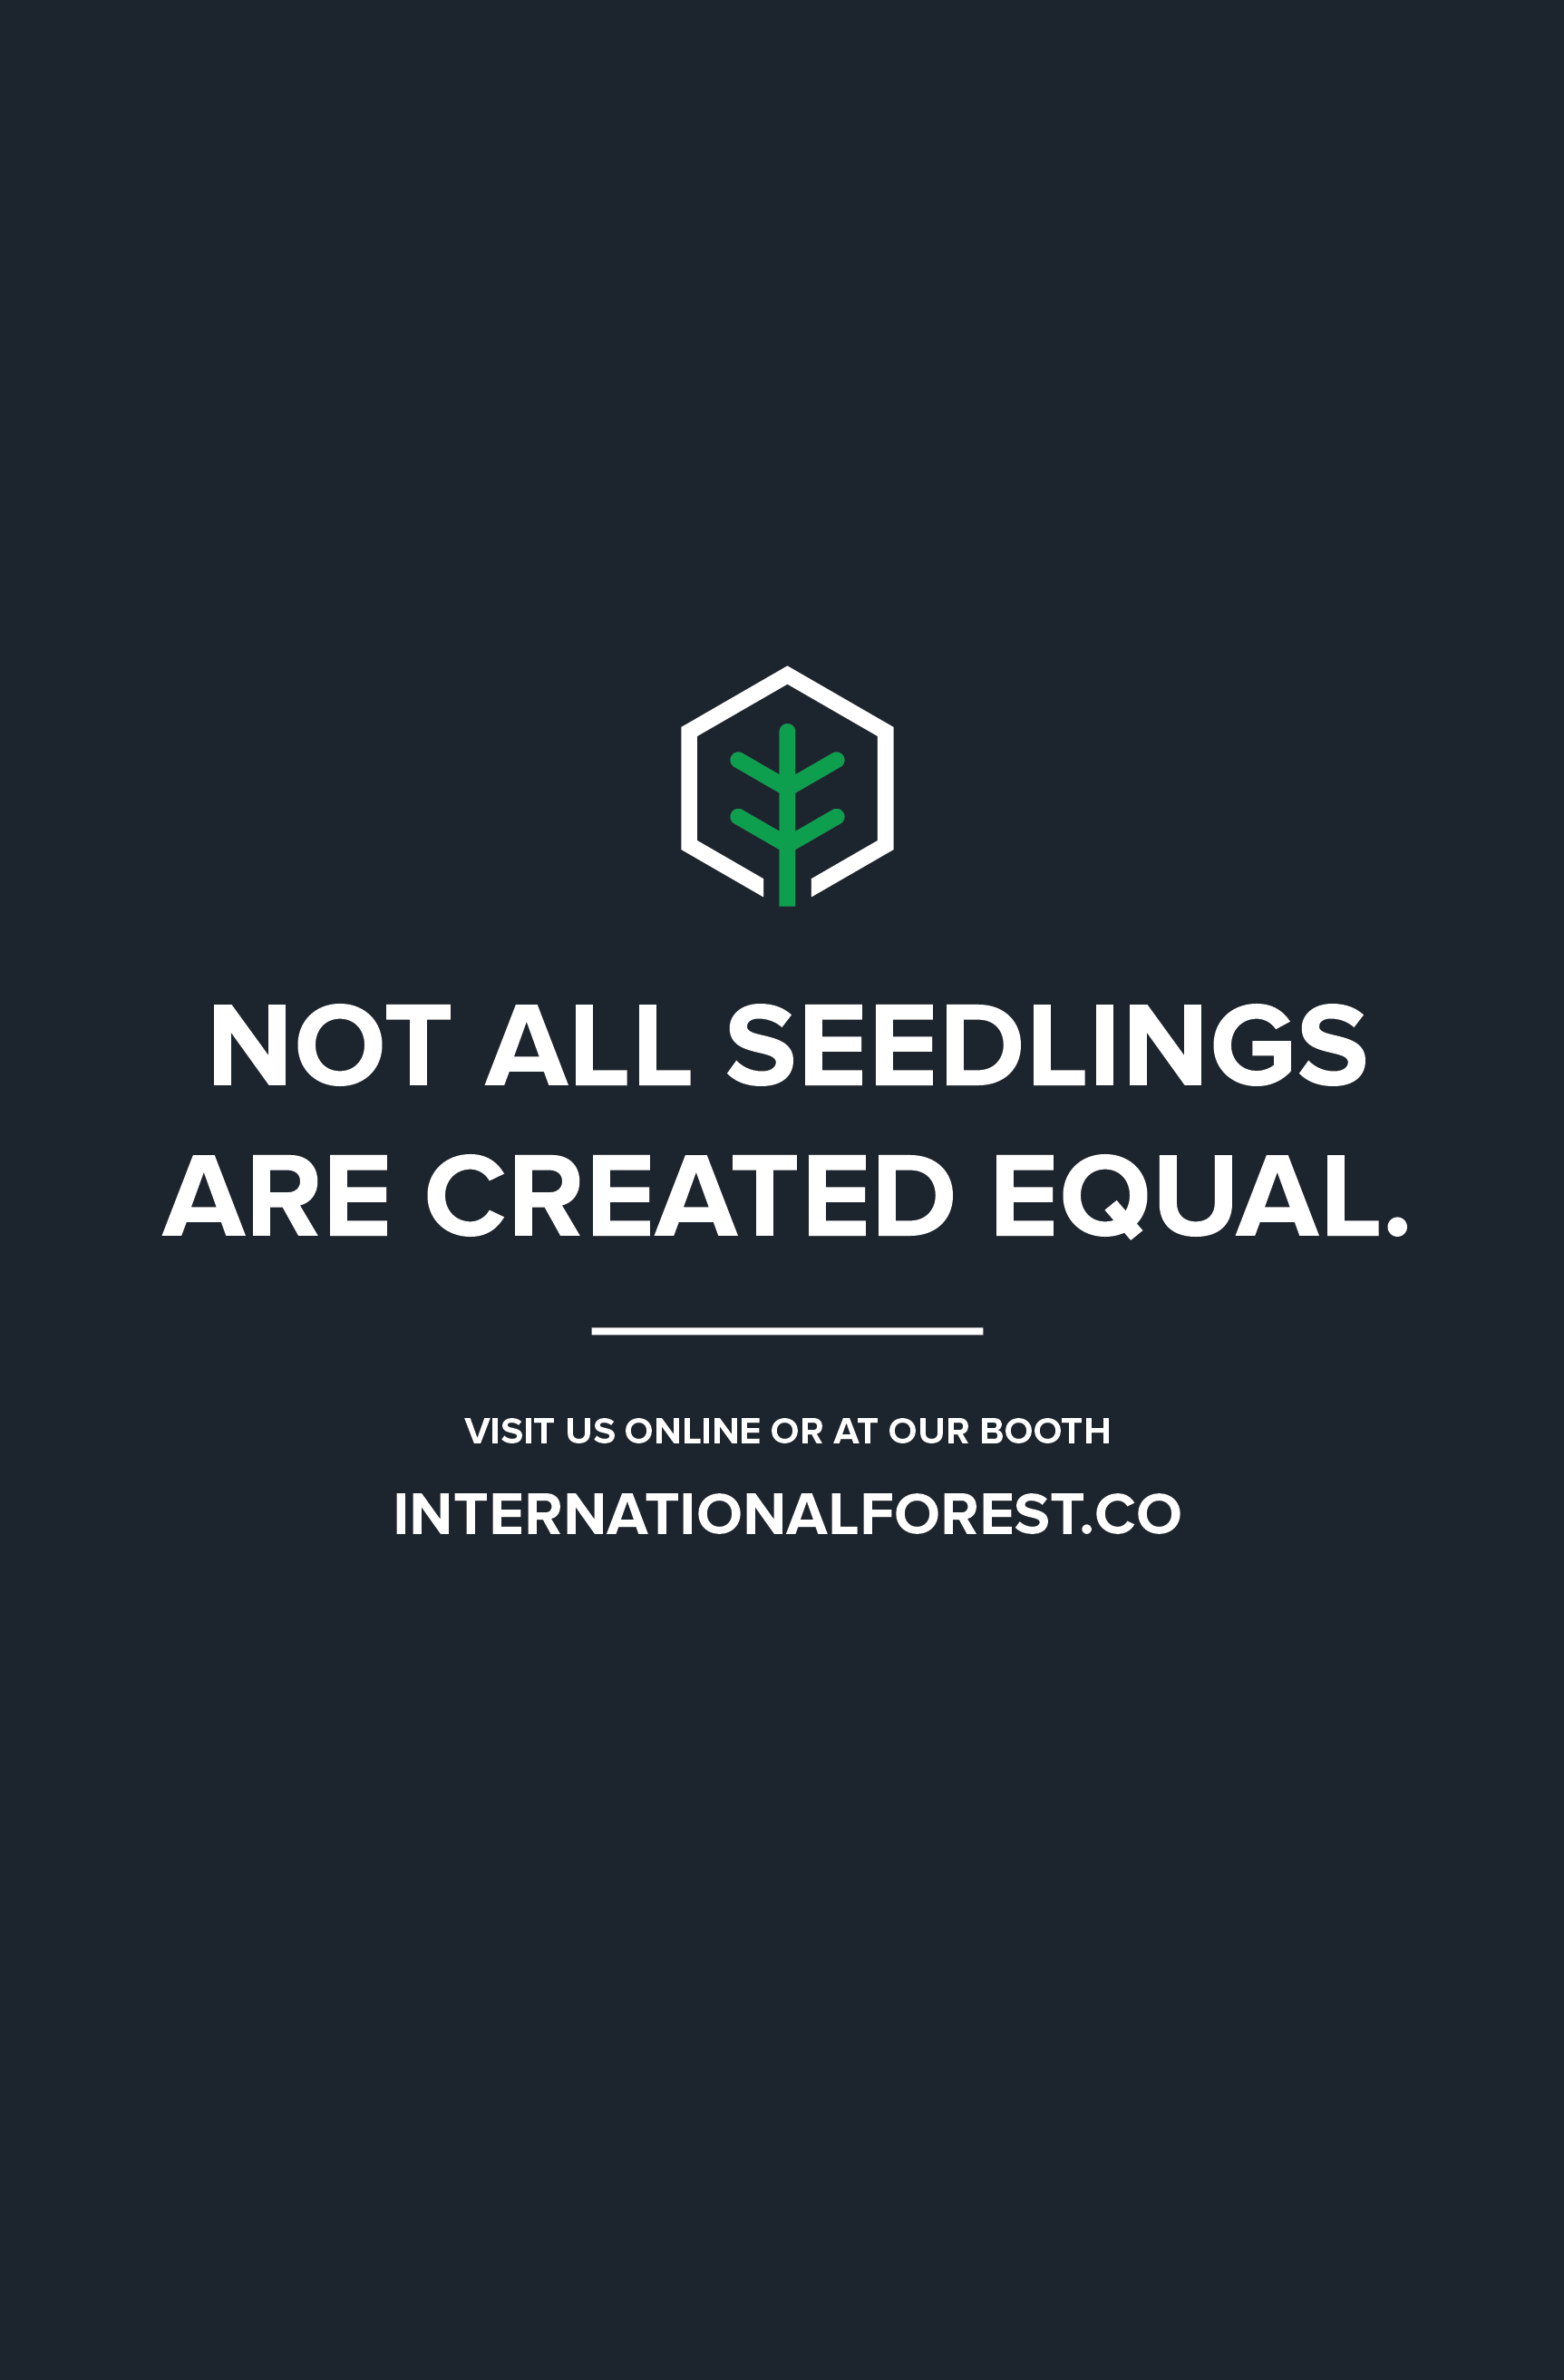 NOT ALL SEEDLINGS
ARE CREATED EQUAL.
VISIT US ONLINE OR AT OUR BOOTH
INTERNATIONALFOREST.CO